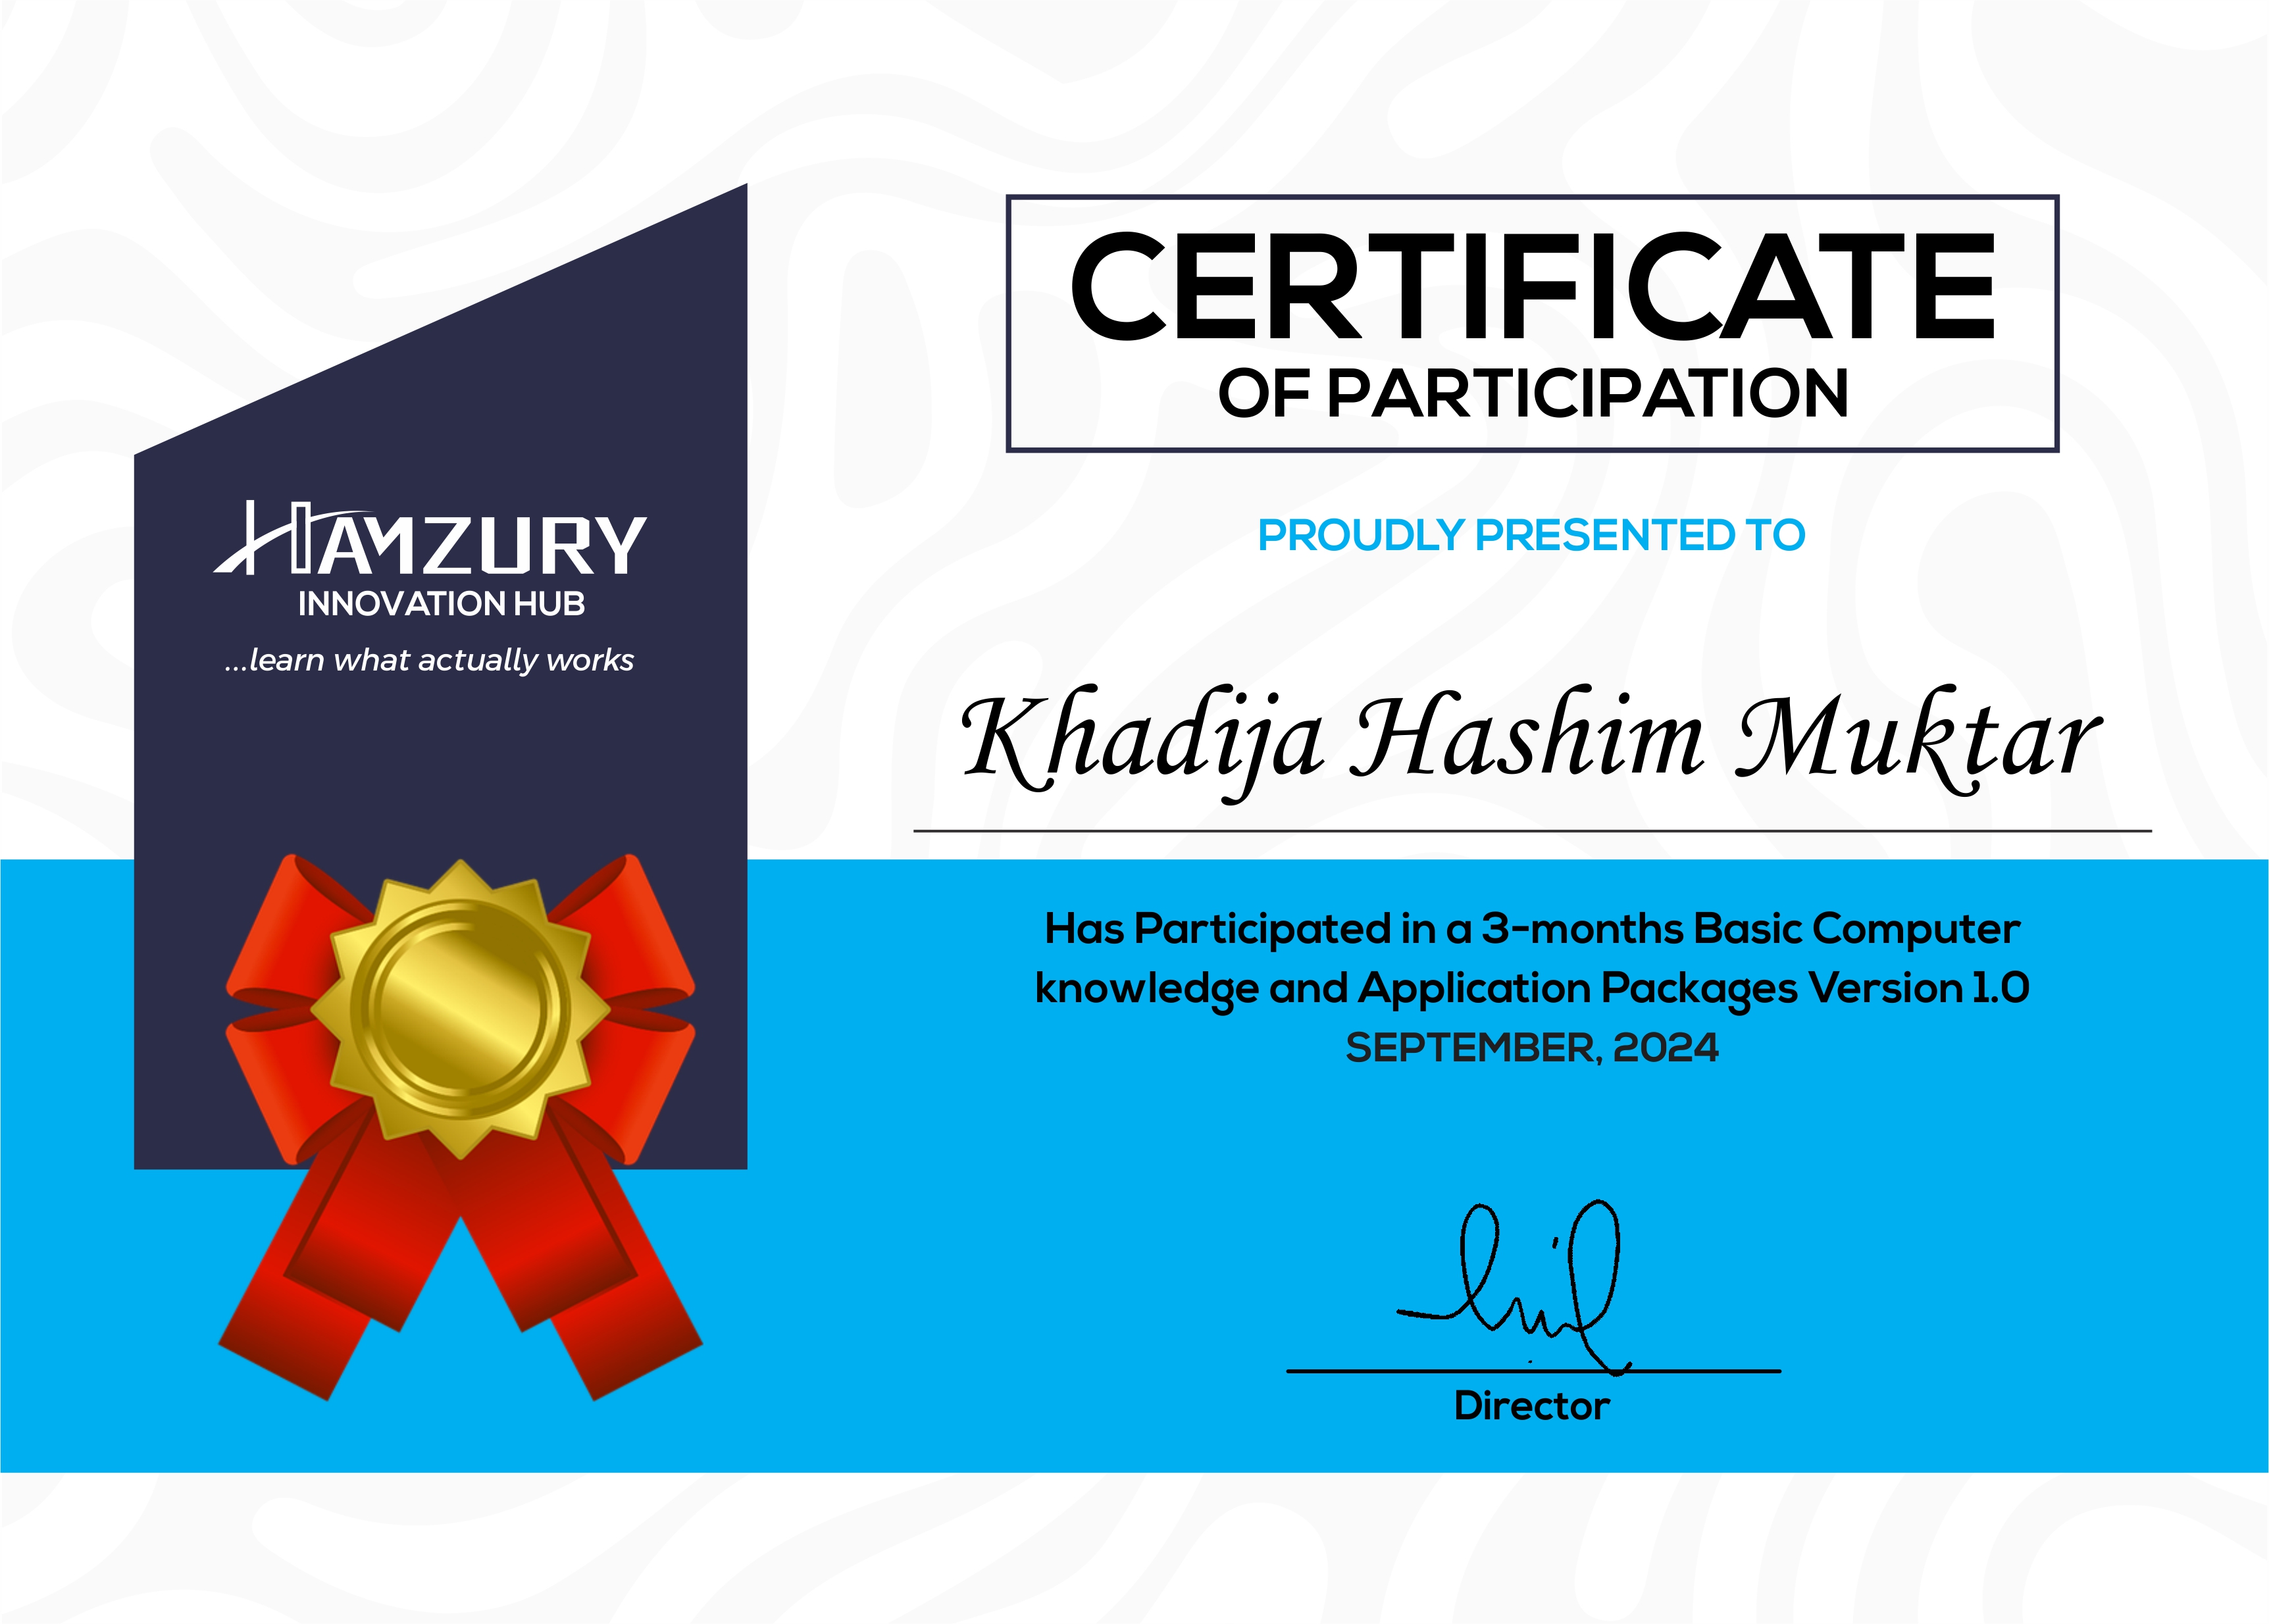 HAMZURY
INNOVATION HUB
...learn what actually works
CERTIFICATE
OF PARTICIPATION
PROUDLY PRESENTED TO
Khadija Hashim Muktar
Has Participated in a 3-months Basic Computer
knowledge and Application Packages Version 1.0
SEPTEMBER, 2024
Director